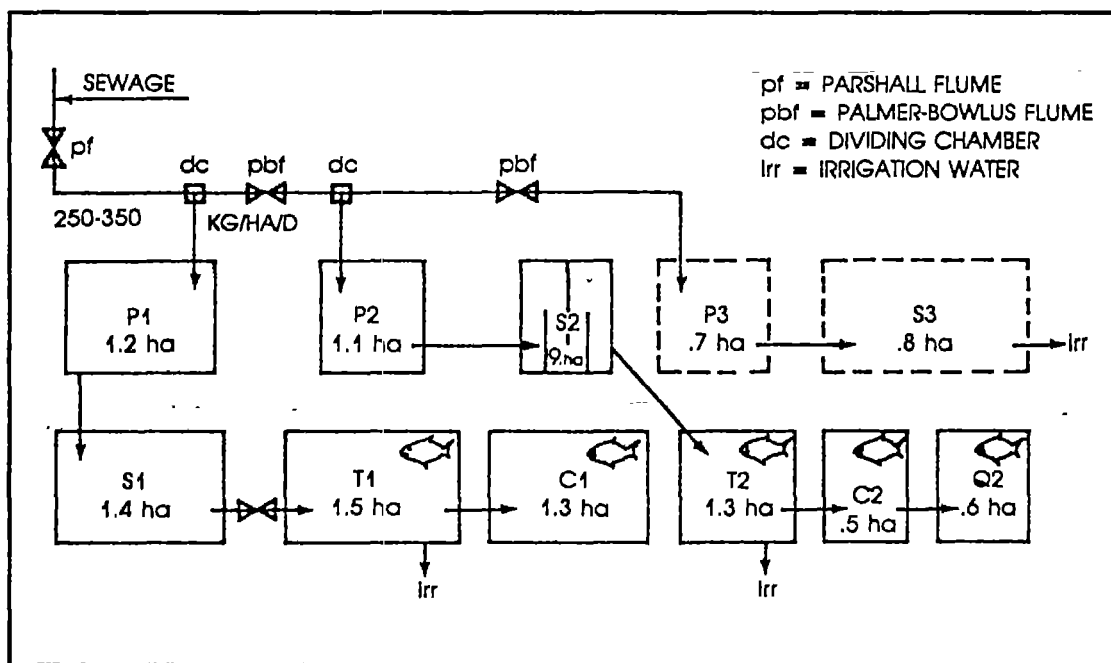 SEWAGE
pf = PARSHALL FLUME
pbf = PALMER-BOWLUS FLUME
dc = DIVIDING CHAMBER
Irr = IRRIGATION WATER
pf
dc
pbf
dc
pbf
250-350
KG/HA/D
P1
1.2 ha
P2
1.1 ha
S2
.9 ha
P3
.7 ha
S3
.8 ha
irr
S1
1.4 ha
T1
1.5 ha
C1
1.3 ha
T2
1.3 ha
C2
.5 ha
Q2
.6 ha
irr
irr